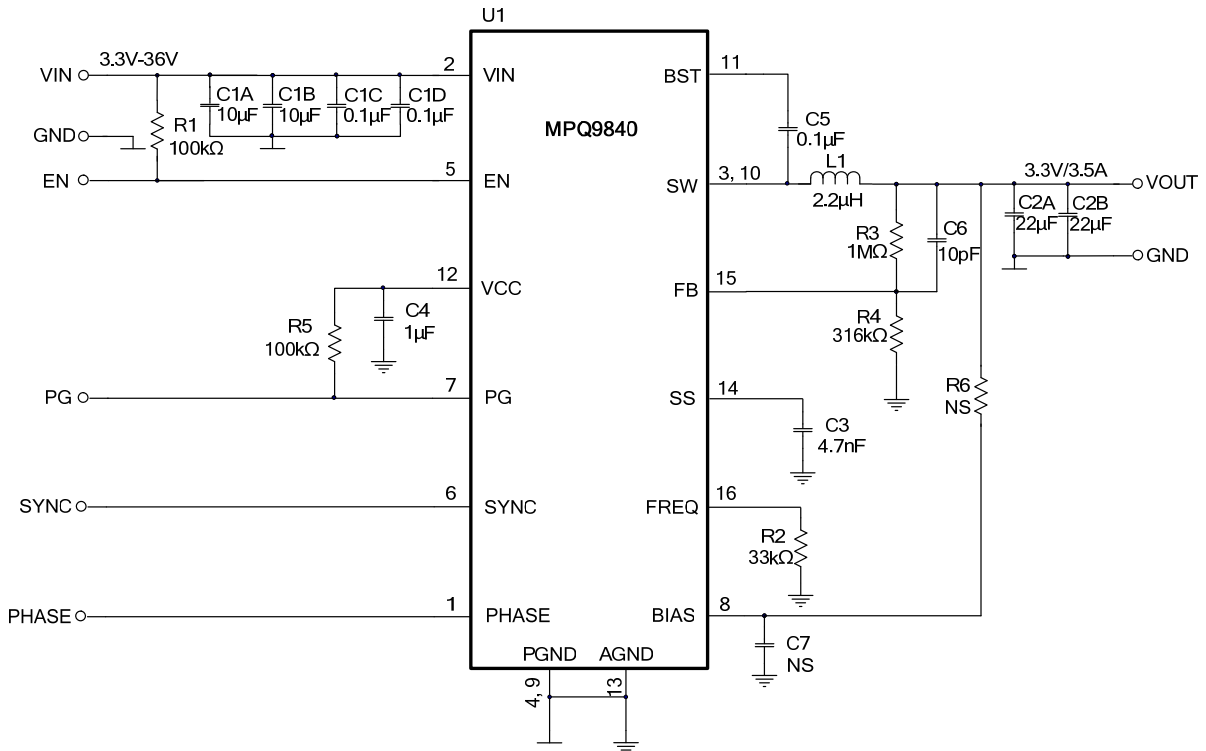 U1
MPQ9840
VIN
3.3V-36V
2
VIN
C1A
10µF
C1B
10µF
C1C
0.1µF
C1D
0.1µF
GND
R1
100kΩ
EN
5
EN
12
VCC
C4
1µF
R5
100kΩ
PG
7
PG
SYNC
6
SYNC
PHASE
1
PHASE
PGND
AGND
4, 9
13
BST
11
C5
0.1µF
SW
3, 10
L1
2.2µH
3.3V/3.5A
VOUT
C2A
22µF
C2B
22µF
GND
R3
1MΩ
C6
10pF
FB
15
R4
316kΩ
SS
14
C3
4.7nF
R6
NS
FREQ
16
R2
33kΩ
BIAS
8
C7
NS